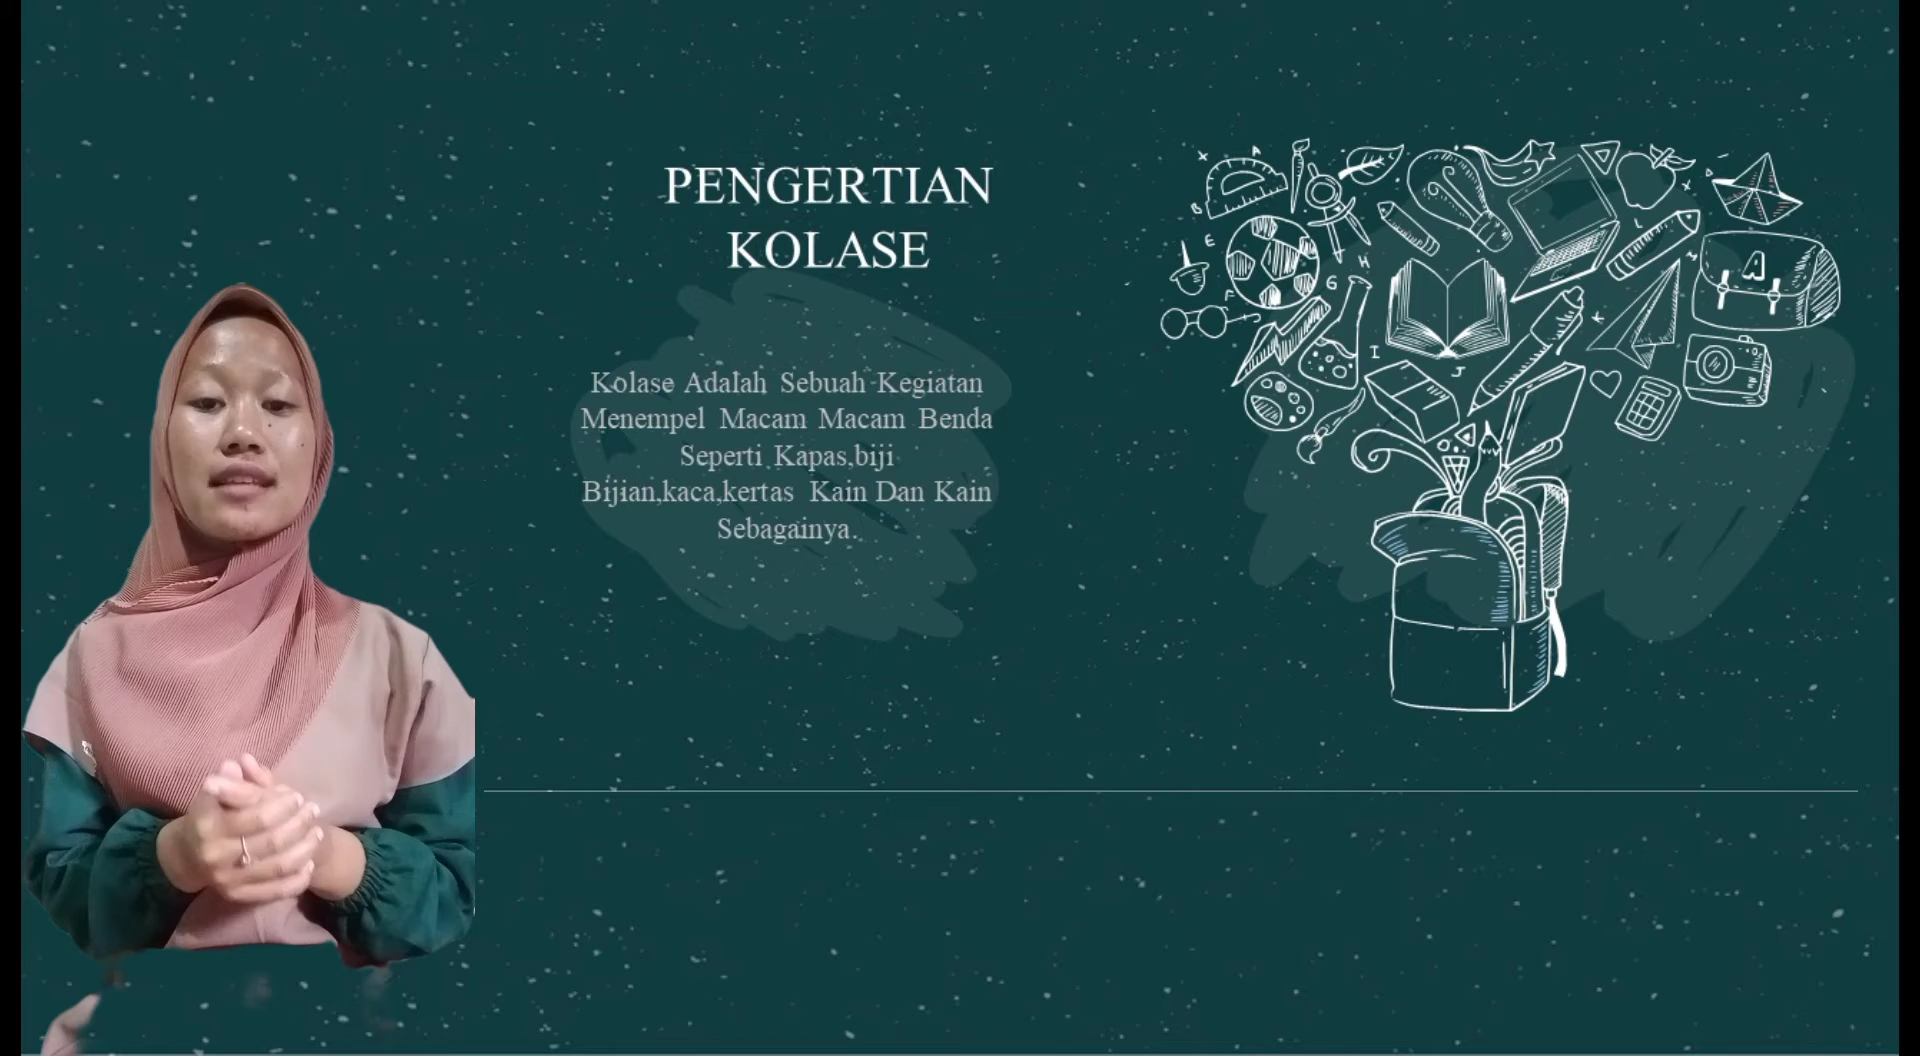 PENGERTIAN
KOLASE
Kolase Adalah Sebuah Kegiatan
Menempel Macam Macam Benda
Seperti Kapas,biji
Bijian,kaca,kertas Kain Dan Kain
Sebagainya.